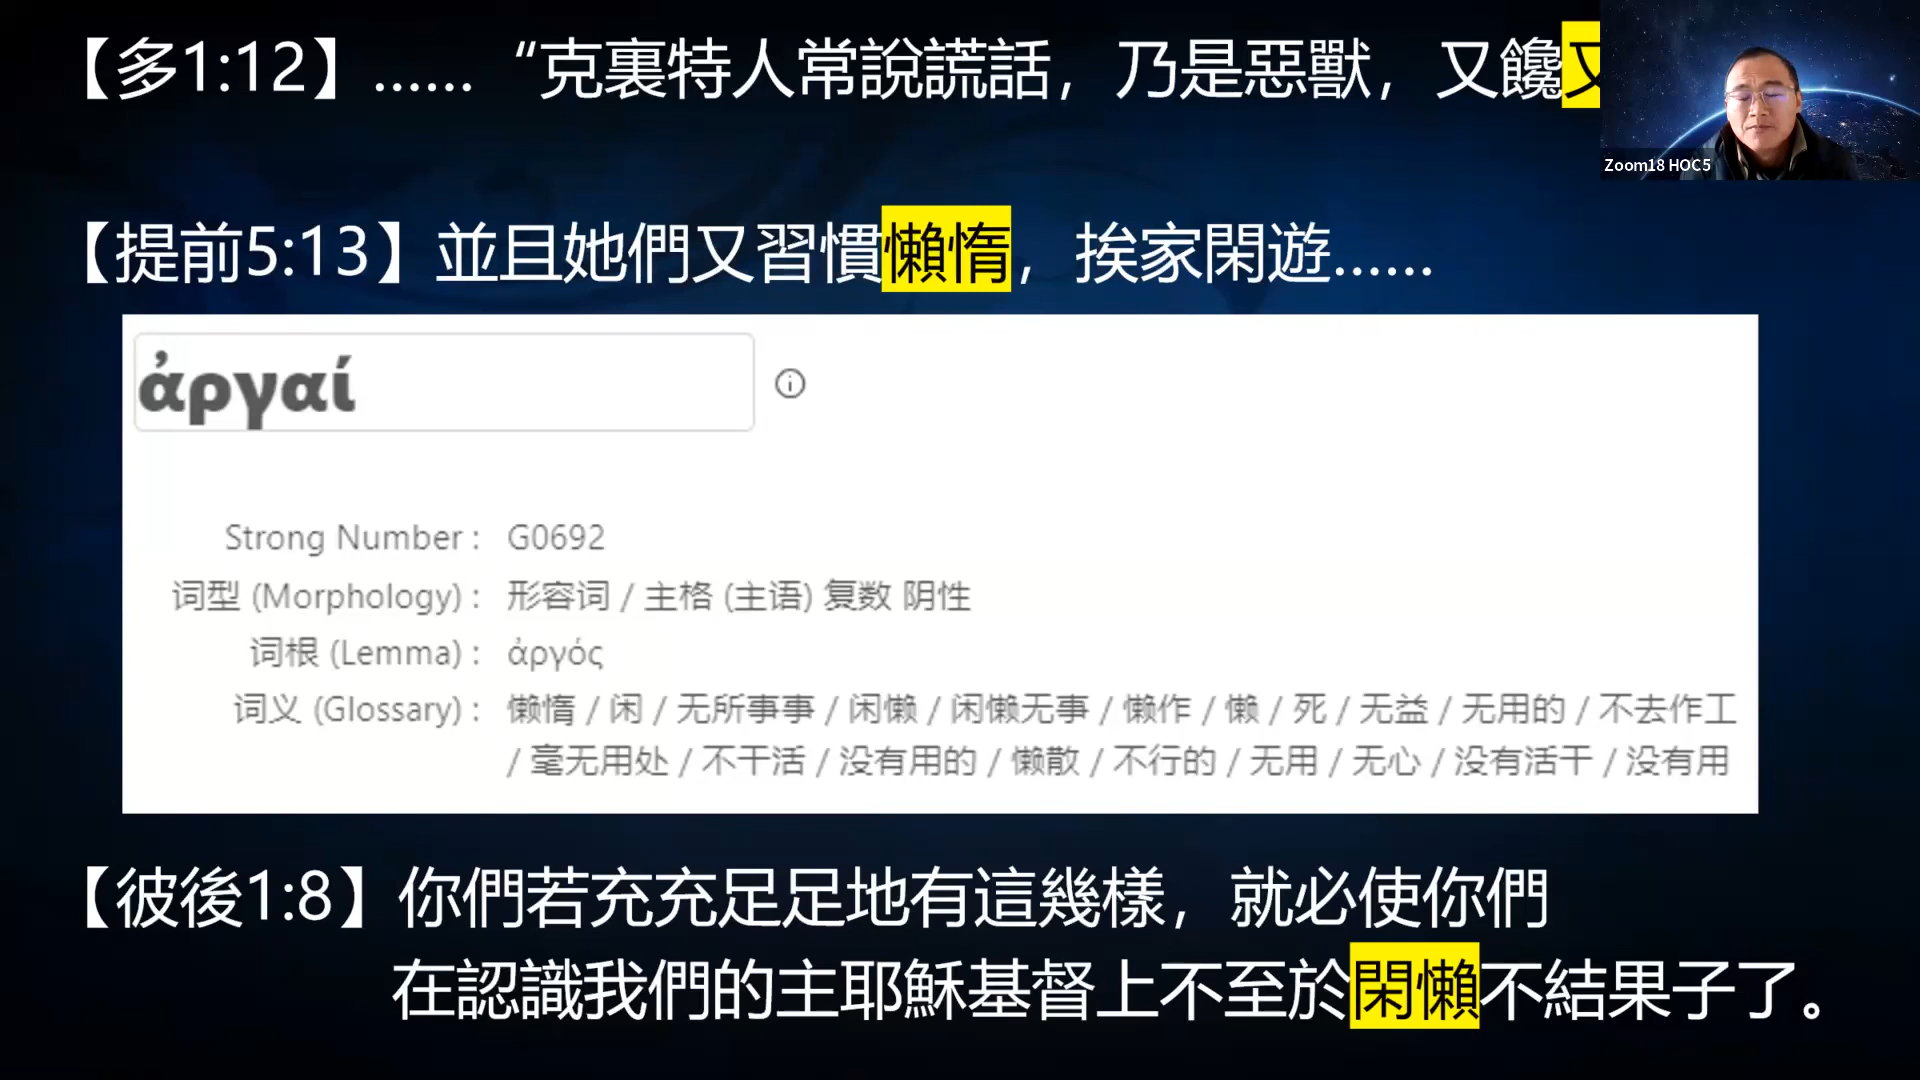 【多1:12】…… “克裏特人常說謊話，乃是惡獸，又饞又
Zoom18 HOC5
【提前5:13】並且她們又習慣懶惰，挨家閑遊……
ἀργαί
Strong Number : G0692
词型 (Morphology) : 形容词 / 主格 (主语) 复数 阴性
词根 (Lemma) : ἀργός
词义 (Glossary) : 懒惰 / 闲 / 无所事事 / 闲懒 / 闲懒无事 / 懒作 / 懒 / 死 / 无益 / 无用的 / 不去作工
/ 毫无用处 / 不干活 / 没有用的 / 懒散 / 不行的 / 无用 / 无心 / 没有活干 / 没有用
【彼後1:8】你們若充充足足地有這幾樣，就必使你們
在認識我們的主耶穌基督上不至於閑懶不結果子了。